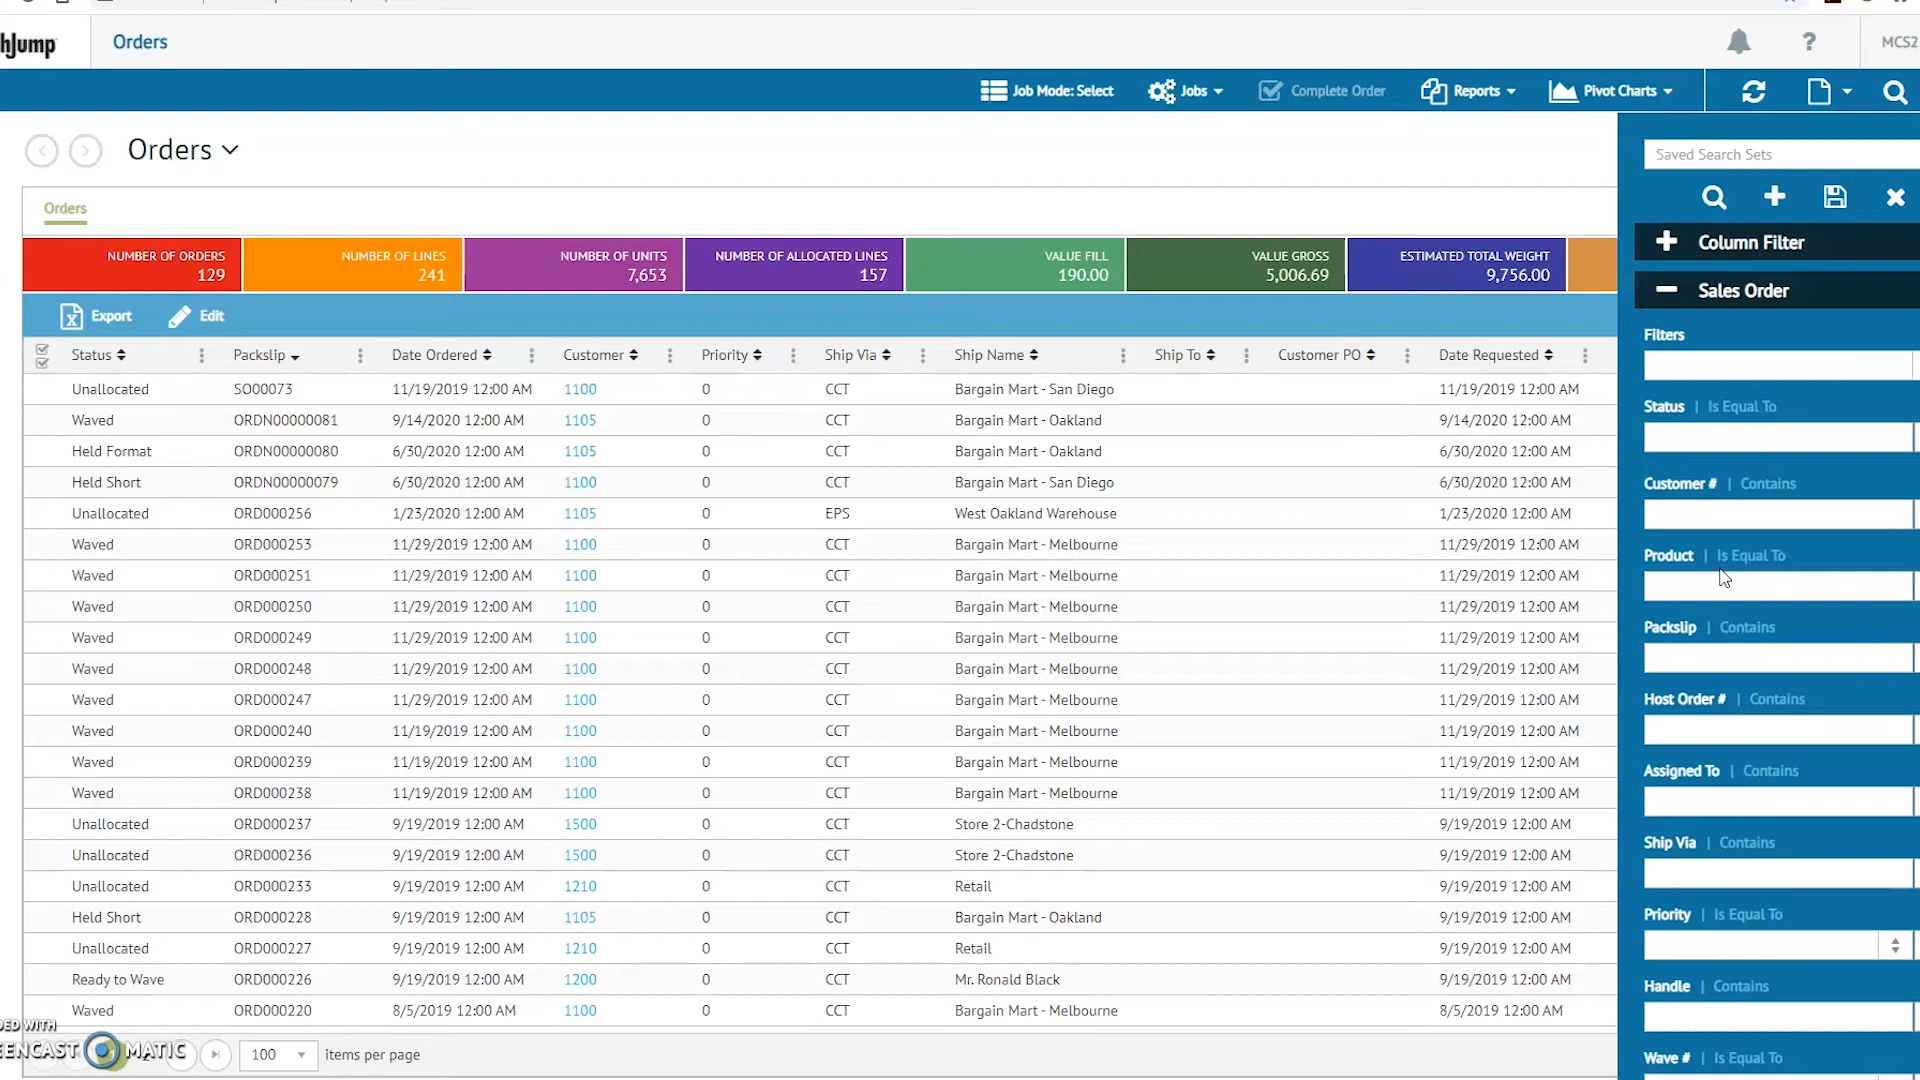 hJump
Orders
?
MCS2
Job Mode: Select
Jobs
Complete Order
Reports
Pivot Charts
Orders
Saved Search Sets
Orders
NUMBER OF ORDERS
129
NUMBER OF LINES
241
NUMBER OF UNITS
7,653
NUMBER OF ALLOCATED LINES
157
VALUE FILL
190.00
VALUE GROSS
5,006.69
ESTIMATED TOTAL WEIGHT
9,756.00
Export Edit
Status Packslip Date Ordered Customer Priority Ship Via Ship Name Ship To Customer PO Date Requested
Unallocated SO00073 11/19/2019 12:00 AM 1100 0 CCT Bargain Mart - San Diego 11/19/2019 12:00 AM
Waved ORDN00000081 9/14/2020 12:00 AM 1105 0 CCT Bargain Mart - Oakland 9/14/2020 12:00 AM
Held Format ORDN00000080 6/30/2020 12:00 AM 1105 0 CCT Bargain Mart - Oakland 6/30/2020 12:00 AM
Held Short ORDN00000079 6/30/2020 12:00 AM 1100 0 CCT Bargain Mart - San Diego 6/30/2020 12:00 AM
Unallocated ORD000256 1/23/2020 12:00 AM 1105 0 EPS West Oakland Warehouse 1/23/2020 12:00 AM
Waved ORD000253 11/29/2019 12:00 AM 1100 0 CCT Bargain Mart - Melbourne 11/29/2019 12:00 AM
Waved ORD000251 11/29/2019 12:00 AM 1100 0 CCT Bargain Mart - Melbourne 11/29/2019 12:00 AM
Waved ORD000250 11/29/2019 12:00 AM 1100 0 CCT Bargain Mart - Melbourne 11/29/2019 12:00 AM
Waved ORD000249 11/29/2019 12:00 AM 1100 0 CCT Bargain Mart - Melbourne 11/29/2019 12:00 AM
Waved ORD000248 11/29/2019 12:00 AM 1100 0 CCT Bargain Mart - Melbourne 11/29/2019 12:00 AM
Waved ORD000247 11/29/2019 12:00 AM 1100 0 CCT Bargain Mart - Melbourne 11/29/2019 12:00 AM
Waved ORD000240 11/19/2019 12:00 AM 1100 0 CCT Bargain Mart - Melbourne 11/19/2019 12:00 AM
Waved ORD000239 11/19/2019 12:00 AM 1100 0 CCT Bargain Mart - Melbourne 11/19/2019 12:00 AM
Waved ORD000238 11/19/2019 12:00 AM 1100 0 CCT Bargain Mart - Melbourne 11/19/2019 12:00 AM
Unallocated ORD000237 9/19/2019 12:00 AM 1500 0 CCT Store 2-Chadstone 9/19/2019 12:00 AM
Unallocated ORD000236 9/19/2019 12:00 AM 1500 0 CCT Store 2-Chadstone 9/19/2019 12:00 AM
Unallocated ORD000233 9/19/2019 12:00 AM 1210 0 CCT Retail 9/19/2019 12:00 AM
Held Short ORD000228 9/19/2019 12:00 AM 1105 0 CCT Bargain Mart - Oakland 9/19/2019 12:00 AM
Unallocated ORD000227 9/19/2019 12:00 AM 1210 0 CCT Retail 9/19/2019 12:00 AM
Ready to Wave ORD000226 9/19/2019 12:00 AM 1200 0 CCT Mr. Ronald Black 9/19/2019 12:00 AM
Waved ORD000220 8/5/2019 12:00 AM 1100 0 CCT Bargain Mart - Melbourne 8/5/2019 12:00 AM
100 items per page
Column Filter
Sales Order
Filters
Status | Is Equal To
Customer # | Contains
Product | Is Equal To
Packslip | Contains
Host Order # | Contains
Assigned To | Contains
Ship Via | Contains
Priority | Is Equal To
Handle | Contains
Wave # | Is Equal To
DED WITH
EENCAST MATIC